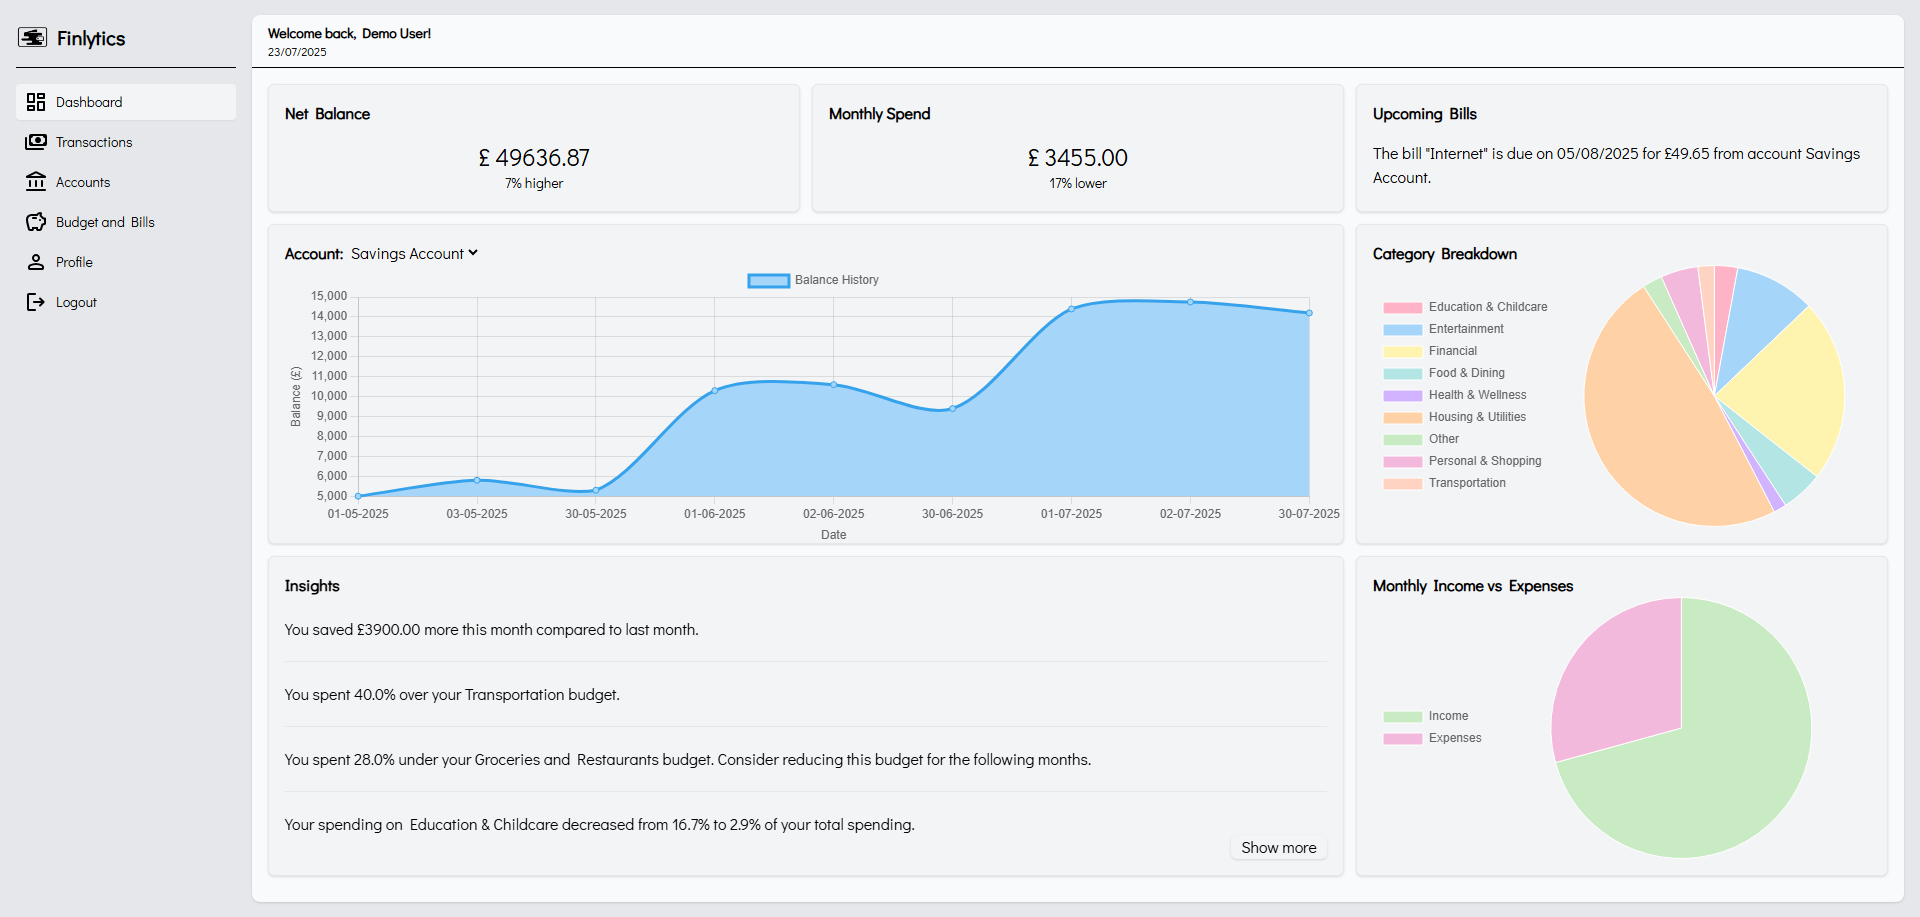 Finlytics
Dashboard
Transactions
Accounts
Budget and Bills
Profile
Logout
Welcome back, Demo User!
23/07/2025
Net Balance
£ 49636.87
7% higher
Monthly Spend
£ 3455.00
17% lower
Upcoming Bills
The bill "Internet" is due on 05/08/2025 for £49.65 from account Savings
Account.
Account: Savings Account
Balance History
15,000
14,000
13,000
12,000
11,000
10,000
9,000
8,000
7,000
6,000
5,000
Balance (£)
01-05-2025 03-05-2025 30-05-2025 01-06-2025 02-06-2025 30-06-2025 01-07-2025 02-07-2025 30-07-2025
Date
Category Breakdown
Education & Childcare
Entertainment
Financial
Food & Dining
Health & Wellness
Housing & Utilities
Other
Personal & Shopping
Transportation
Insights
You saved £3900.00 more this month compared to last month.
You spent 40.0% over your Transportation budget.
You spent 28.0% under your Groceries and Restaurants budget. Consider reducing this budget for the following months.
Your spending on Education & Childcare decreased from 16.7% to 2.9% of your total spending.
Show more
Monthly Income vs Expenses
Income
Expenses